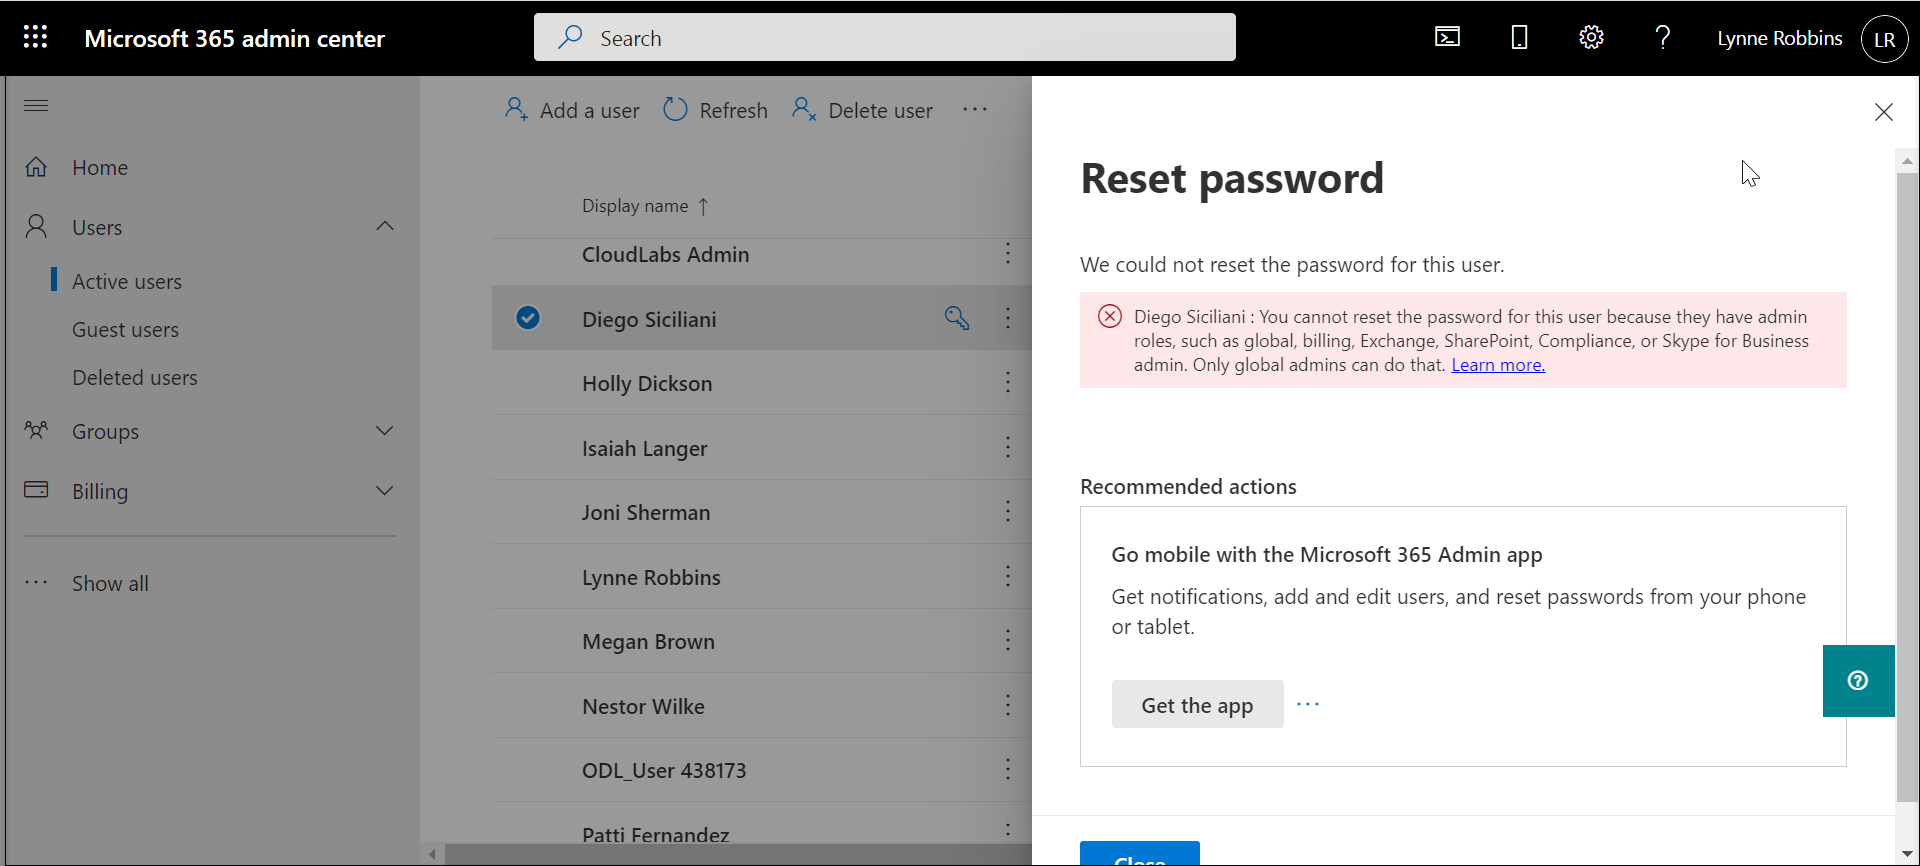 Microsoft 365 admin center
Search
Lynne Robbins
LR
Home
Users
Active users
Guest users
Deleted users
Groups
Billing
Show all
Add a user
Refresh
Delete user
Display name ↑
CloudLabs Admin
Diego Siciliani
Holly Dickson
Isaiah Langer
Joni Sherman
Lynne Robbins
Megan Brown
Nestor Wilke
ODL_User 438173
Patti Fernandez
Reset password
We could not reset the password for this user.
Diego Siciliani : You cannot reset the password for this user because they have admin
roles, such as global, billing, Exchange, SharePoint, Compliance, or Skype for Business
admin. Only global admins can do that. Learn more.
Recommended actions
Go mobile with the Microsoft 365 Admin app
Get notifications, add and edit users, and reset passwords from your phone
or tablet.
Get the app
Close